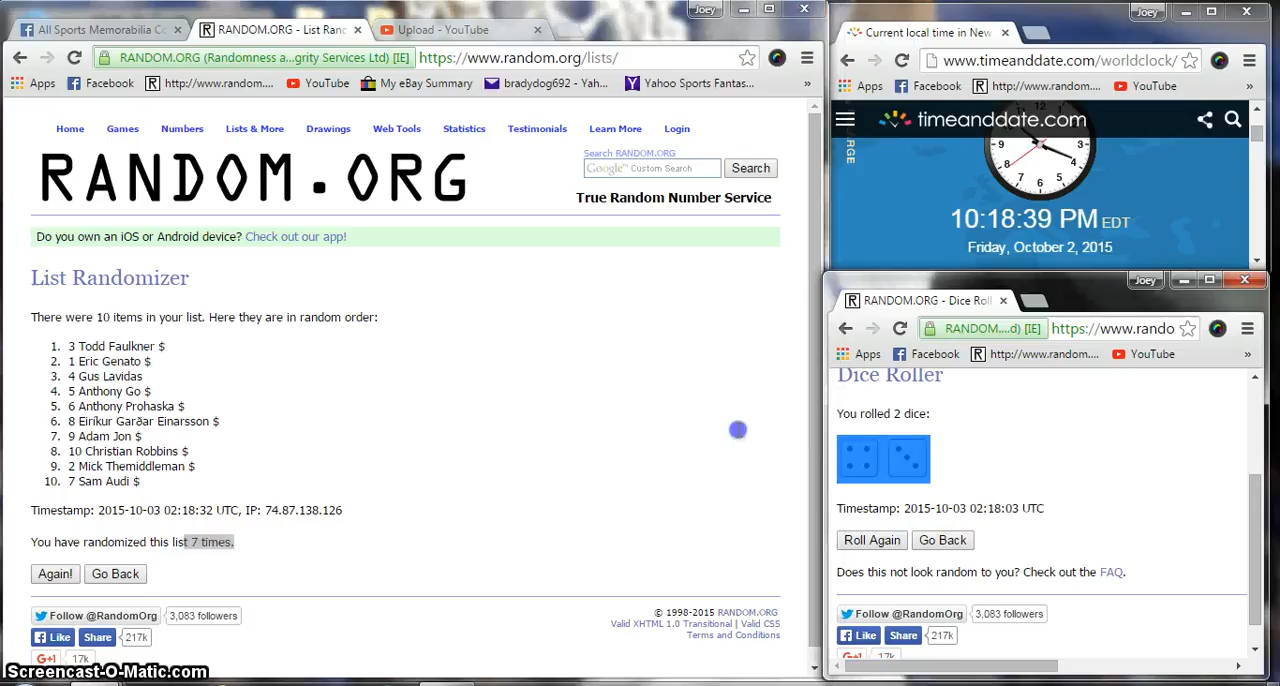 Joey
All Sports Memorabilia Co
RANDOM.ORG - List Ranc
Upload - YouTube
RANDOM.ORG (Randomness a...grity Services Ltd) [IE]
https://www.random.org/lists/
Apps
Facebook
http://www.random....
YouTube
My eBay Summary
bradydog692 - Yah...
Yahoo Sports Fantas...
»
Home
Games
Numbers
Lists & More
Drawings
Web Tools
Statistics
Testimonials
Learn More
Login
RANDOM.ORG
Search RANDOM.ORG
Google™ Custom Search
Search
True Random Number Service
Do you own an iOS or Android device? Check out our app!
List Randomizer
There were 10 items in your list. Here they are in random order:
1. 3 Todd Faulkner $
2. 1 Eric Genato $
3. 4 Gus Lavidas
4. 5 Anthony Go $
5. 6 Anthony Prohaska $
6. 8 Eiríkur Garðar Einarsson $
7. 9 Adam Jon $
8. 10 Christian Robbins $
9. 2 Mick Themiddleman $
10. 7 Sam Audi $
Timestamp: 2015-10-03 02:18:32 UTC, IP: 74.87.138.126
You have randomized this list 7 times.
Again!
Go Back
Follow @RandomOrg
3,083 followers
Like
Share
217k
G+1
17k
© 1998-2015 RANDOM.ORG
Valid XHTML 1.0 Transitional | Valid CSS
Terms and Conditions
Screencast-O-Matic.com
Joey
Current local time in New
www.timeanddate.com/worldclock/
Apps
Facebook
http://www.random....
YouTube
»
timeanddate.com
12
9
3
8
4
7
6
5
10:18:39 PM EDT
Friday, October 2, 2015
Joey
RANDOM.ORG - Dice Roll
RANDOM....d) [IE]
https://www.rando
Apps
Facebook
http://www.random....
YouTube
»
Dice Roller
You rolled 2 dice:
Timestamp: 2015-10-03 02:18:03 UTC
Roll Again
Go Back
Does this not look random to you? Check out the FAQ.
Follow @RandomOrg
3,083 followers
Like
Share
217k
17k